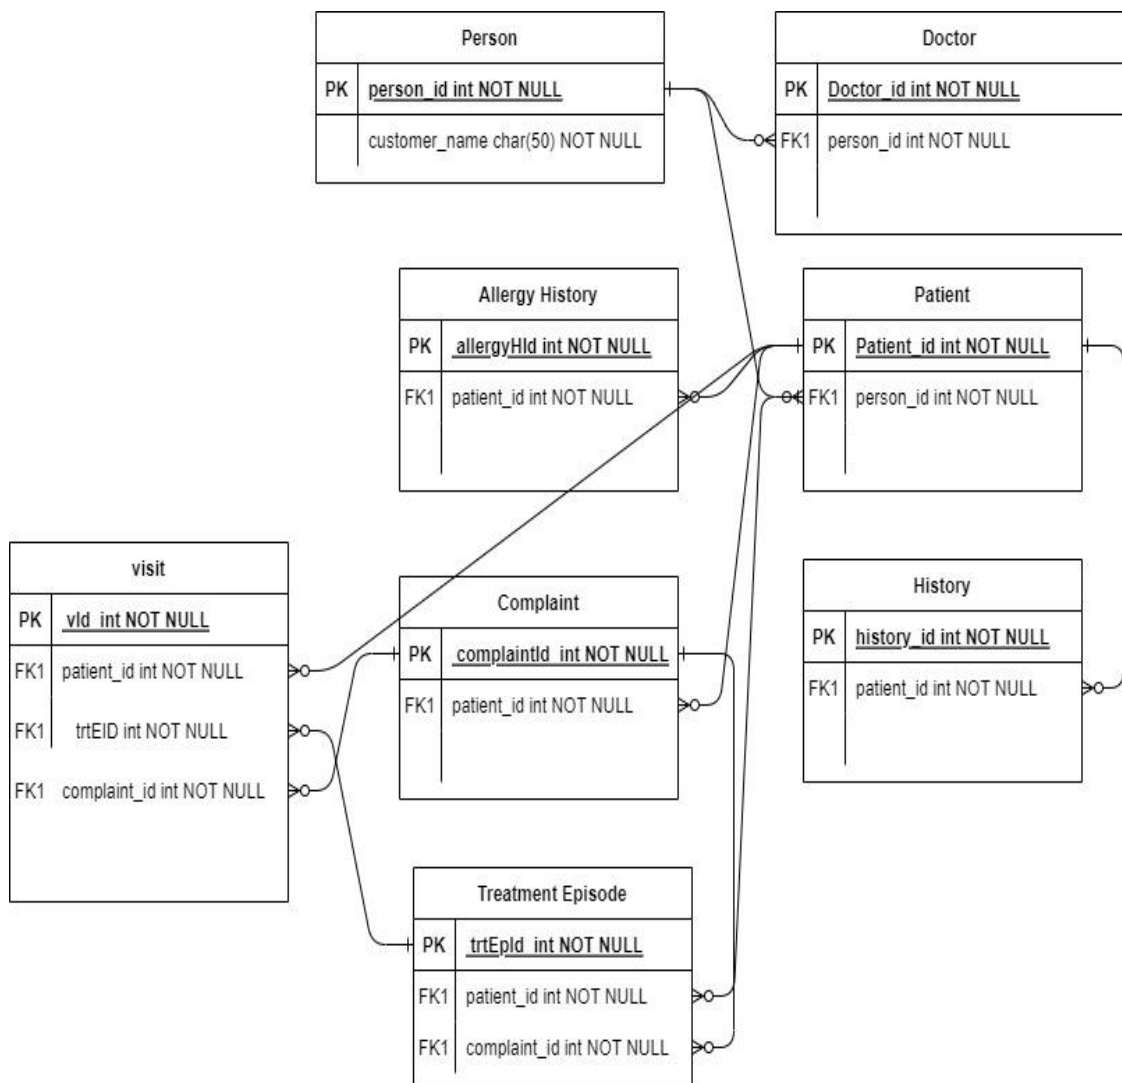 Person
PK person_id int NOT NULL
customer_name char(50) NOT NULL
Doctor
PK Doctor_id int NOT NULL
FK1 person_id int NOT NULL
Allergy History
PK allergyHId int NOT NULL
FK1 patient_id int NOT NULL
Patient
PK Patient_id int NOT NULL
FK1 person_id int NOT NULL
visit
PK vId int NOT NULL
FK1 patient_id int NOT NULL
FK1 trtEID int NOT NULL
FK1 complaint_id int NOT NULL
Complaint
PK complaintId int NOT NULL
FK1 patient_id int NOT NULL
History
PK history_id int NOT NULL
FK1 patient_id int NOT NULL
Treatment Episode
PK trtEpId int NOT NULL
FK1 patient_id int NOT NULL
FK1 complaint_id int NOT NULL